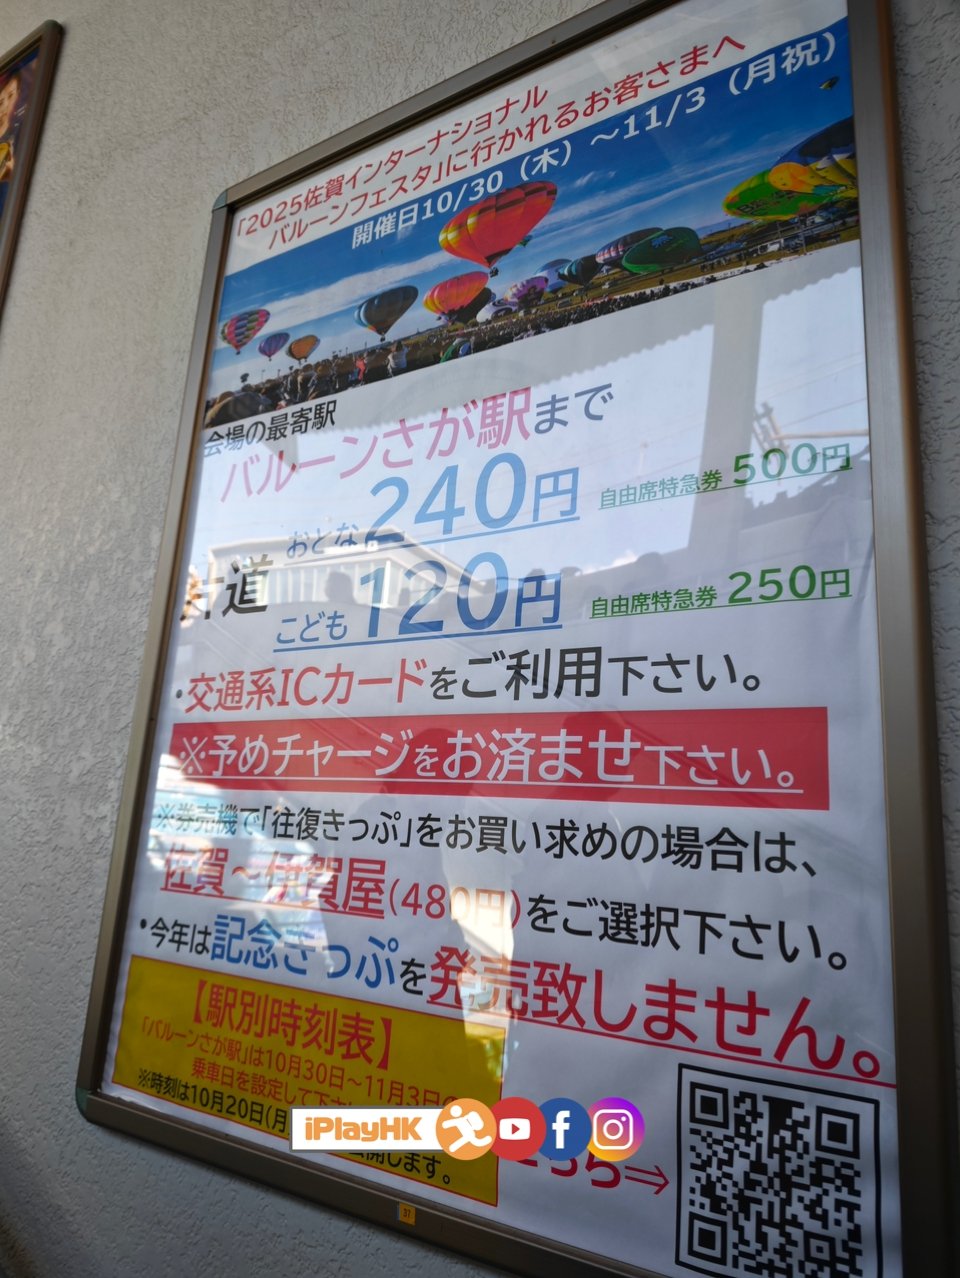 「2025佐賀インターナショナル
バルーンフェスタ」に行かれるお客さまへ
開催日10/30（木）～11/3（月祝）
会場の最寄駅
バルーンさが駅まで
片道
おとな 240円 自由席特急券 500円
こども 120円 自由席特急券 250円
・交通系ICカードをご利用下さい。
※予めチャージをお済ませ下さい。
※券売機で「往復きっぷ」をお買い求めの場合は、
佐賀～伊賀屋(480円)をご選択下さい。
・今年は記念きっぷを発売致しません。
【駅別時刻表】
「バルーンさが駅」は10月30日～11月3日の
乗車日を設定して下
※時刻は10月20日(月
開します。
こちら⇒
iPlayHK
37